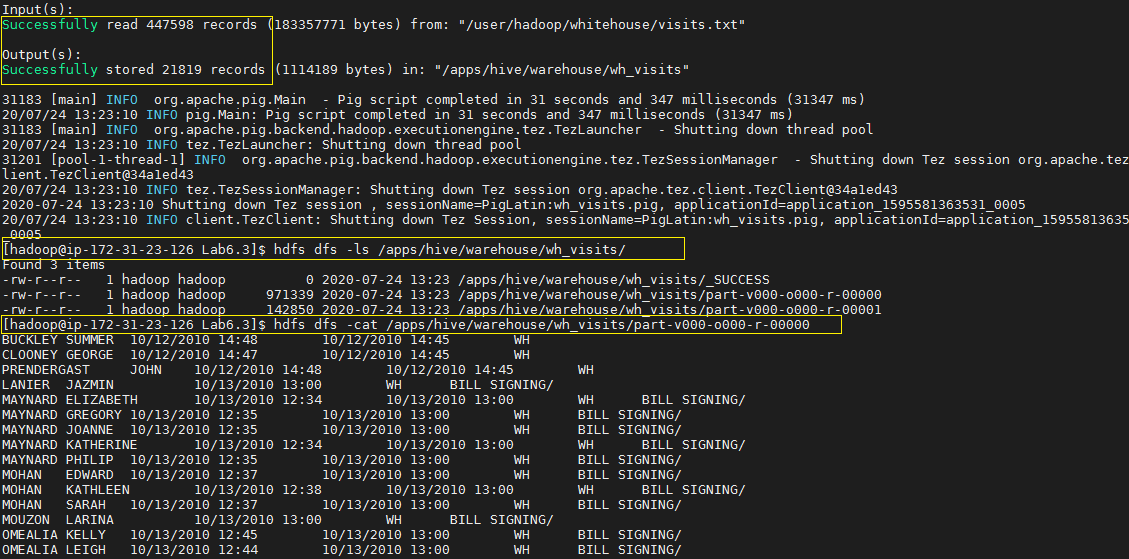 Input(s):
Successfully read 447598 records (183357771 bytes) from: "/user/hadoop/whitehouse/visits.txt"
Output(s):
Successfully stored 21819 records (1114189 bytes) in: "/apps/hive/warehouse/wh_visits"
31183 [main] INFO  org.apache.pig.Main  - Pig script completed in 31 seconds and 347 milliseconds (31347 ms)
20/07/24 13:23:10 INFO pig.Main: Pig script completed in 31 seconds and 347 milliseconds (31347 ms)
31183 [main] INFO  org.apache.pig.backend.hadoop.executionengine.tez.TezLauncher  - Shutting down thread pool
20/07/24 13:23:10 INFO tez.TezLauncher: Shutting down thread pool
31201 [pool-1-thread-1] INFO  org.apache.pig.backend.hadoop.executionengine.tez.TezSessionManager  - Shutting down Tez session org.apache.tez
lient.TezClient@34a1ed43
20/07/24 13:23:10 INFO tez.TezSessionManager: Shutting down Tez session org.apache.tez.client.TezClient@34a1ed43
2020-07-24 13:23:10 Shutting down Tez session , sessionName=PigLatin:wh_visits.pig, applicationId=application_1595581363531_0005
20/07/24 13:23:10 INFO client.TezClient: Shutting down Tez Session, sessionName=PigLatin:wh_visits.pig, applicationId=application_15955813635
_0005
[hadoop@ip-172-31-23-126 Lab6.3]$ hdfs dfs -ls /apps/hive/warehouse/wh_visits/
Found 3 items
-rw-r--r--   1 hadoop hadoop          0 2020-07-24 13:23 /apps/hive/warehouse/wh_visits/_SUCCESS
-rw-r--r--   1 hadoop hadoop     971339 2020-07-24 13:23 /apps/hive/warehouse/wh_visits/part-v000-o000-r-00000
-rw-r--r--   1 hadoop hadoop     142850 2020-07-24 13:23 /apps/hive/warehouse/wh_visits/part-v000-o000-r-00001
[hadoop@ip-172-31-23-126 Lab6.3]$ hdfs dfs -cat /apps/hive/warehouse/wh_visits/part-v000-o000-r-00000
BUCKLEY SUMMER  10/12/2010 14:48        10/12/2010 14:45        WH
CLOONEY GEORGE  10/12/2010 14:47        10/12/2010 14:45        WH
PRENDERGAST     JOHN    10/12/2010 14:48        10/12/2010 14:45        WH
LANIER  JAZMIN          10/13/2010 13:00        WH      BILL SIGNING/
MAYNARD ELIZABETH       10/13/2010 12:34        10/13/2010 13:00        WH      BILL SIGNING/
MAYNARD GREGORY 10/13/2010 12:35        10/13/2010 13:00        WH      BILL SIGNING/
MAYNARD JOANNE  10/13/2010 12:35        10/13/2010 13:00        WH      BILL SIGNING/
MAYNARD KATHERINE       10/13/2010 12:34        10/13/2010 13:00        WH      BILL SIGNING/
MAYNARD PHILIP  10/13/2010 12:35        10/13/2010 13:00        WH      BILL SIGNING/
MOHAN   EDWARD  10/13/2010 12:37        10/13/2010 13:00        WH      BILL SIGNING/
MOHAN   KATHLEEN        10/13/2010 12:38        10/13/2010 13:00        WH      BILL SIGNING/
MOHAN   SARAH   10/13/2010 12:37        10/13/2010 13:00        WH      BILL SIGNING/
MOUZON  LARINA          10/13/2010 13:00        WH      BILL SIGNING/
OMEALIA KELLY   10/13/2010 12:45        10/13/2010 13:00        WH      BILL SIGNING/
OMEALIA LEIGH   10/13/2010 12:44        10/13/2010 13:00        WH      BILL SIGNING/